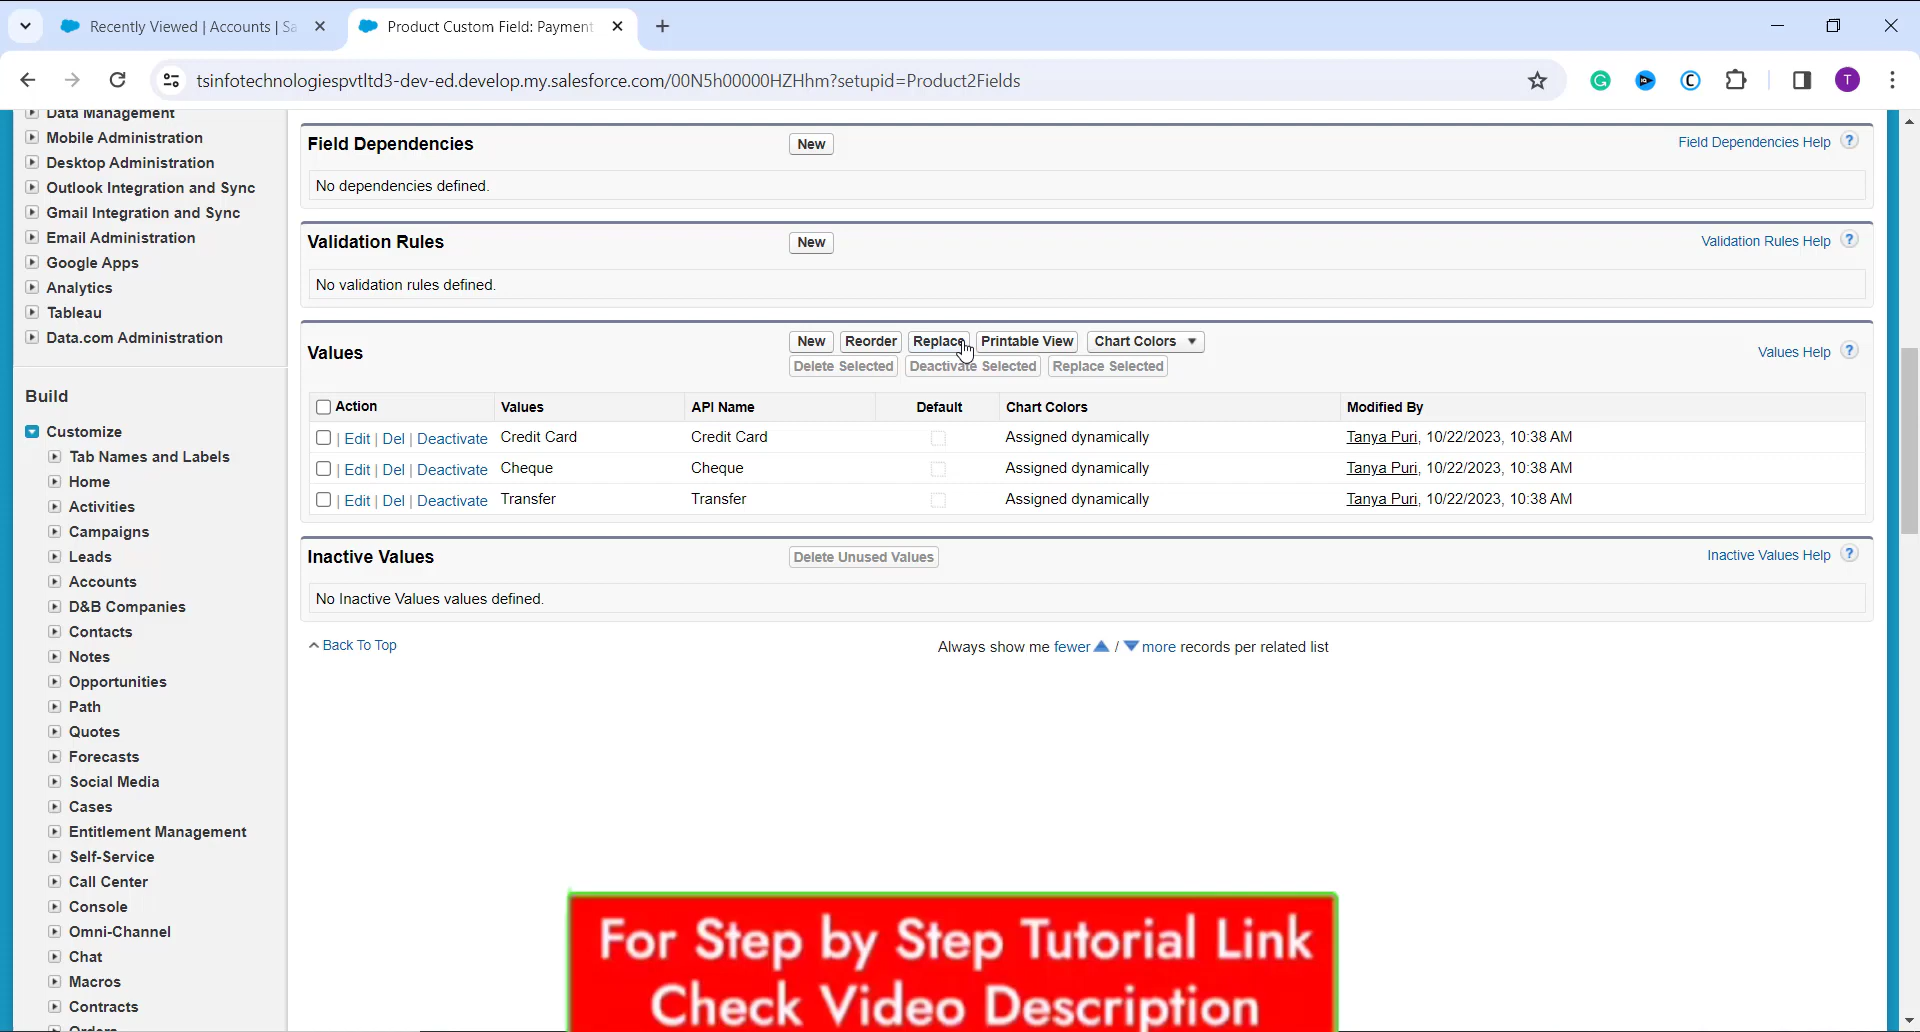 Recently Viewed | Accounts | Sa
Product Custom Field: Payment
tsinfotechnologiespvtltd3-dev-ed.develop.my.salesforce.com/00N5h00000HZHhm?setupid=Product2Fields
T
Data Management
Mobile Administration
Desktop Administration
Outlook Integration and Sync
Gmail Integration and Sync
Email Administration
Google Apps
Analytics
Tableau
Data.com Administration
Build
Customize
Tab Names and Labels
Home
Activities
Campaigns
Leads
Accounts
D&B Companies
Contacts
Notes
Opportunities
Path
Quotes
Forecasts
Social Media
Cases
Entitlement Management
Self-Service
Call Center
Console
Omni-Channel
Chat
Macros
Contracts
Orders
Field Dependencies New Field Dependencies Help ?
No dependencies defined.
Validation Rules New Validation Rules Help ?
No validation rules defined.
Values New Reorder Replace Printable View Chart Colors Values Help ?
Delete Selected Deactivate Selected Replace Selected
Action Values API Name Default Chart Colors Modified By
| Edit | Del | Deactivate Credit Card Credit Card Assigned dynamically Tanya Puri, 10/22/2023, 10:38 AM
| Edit | Del | Deactivate Cheque Cheque Assigned dynamically Tanya Puri, 10/22/2023, 10:38 AM
| Edit | Del | Deactivate Transfer Transfer Assigned dynamically Tanya Puri, 10/22/2023, 10:38 AM
Inactive Values Delete Unused Values Inactive Values Help ?
No Inactive Values values defined.
Back To Top Always show me fewer / more records per related list
For Step by Step Tutorial Link
Check Video Description